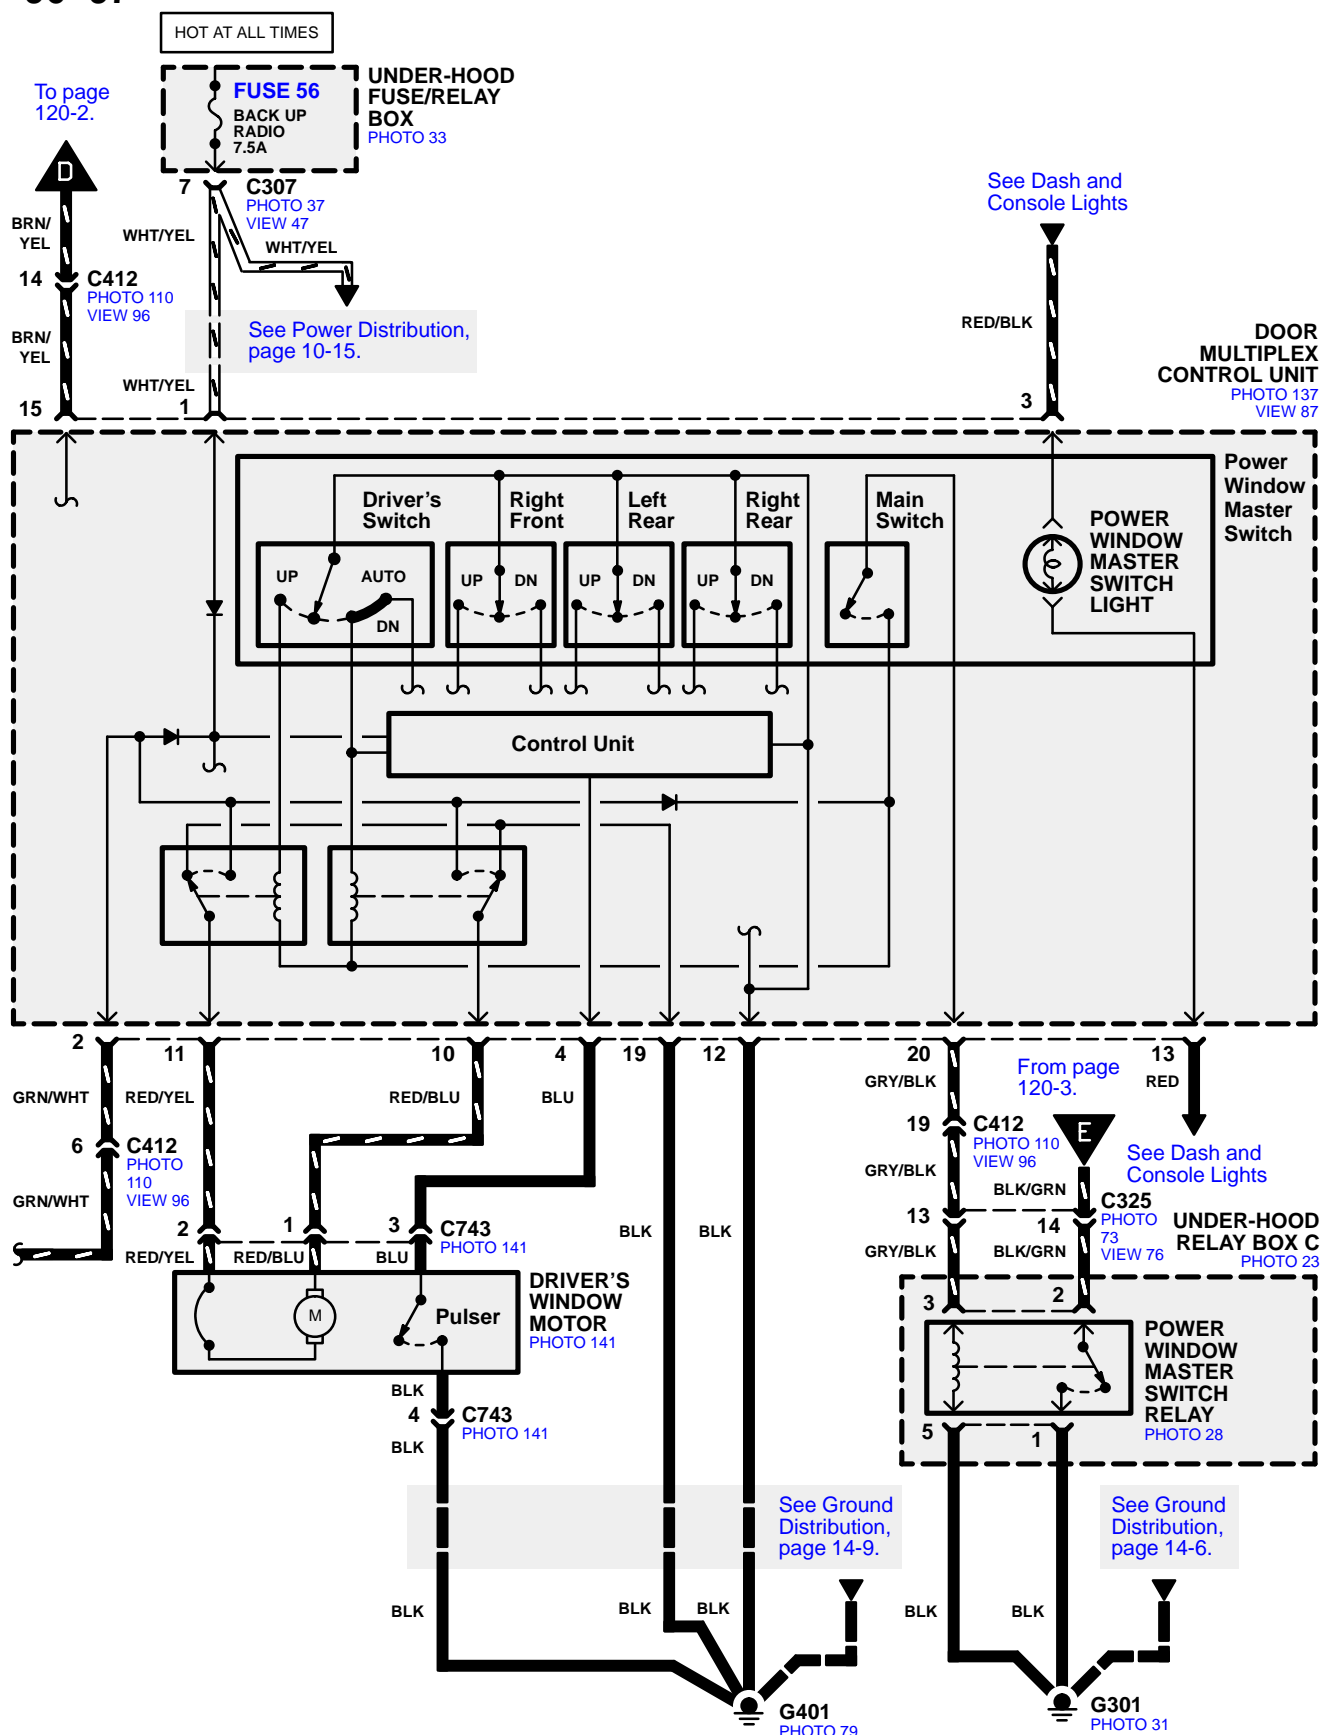 HOT AT ALL TIMES
To page
120-2.
D
FUSE 56
BACK UP
RADIO
7.5A
UNDER-HOOD
FUSE/RELAY
BOX
PHOTO 33
7
C307
PHOTO 37
VIEW 47
BRN/
YEL
WHT/YEL
WHT/YEL
See Dash and
Console Lights
14
C412
PHOTO 110
VIEW 96
See Power Distribution,
page 10-15.
RED/BLK
BRN/
YEL
WHT/YEL
DOOR
MULTIPLEX
CONTROL UNIT
PHOTO 137
VIEW 87
15
1
3
Driver's
Switch
Right
Front
Left
Rear
Right
Rear
Main
Switch
Power
Window
Master
Switch
POWER
WINDOW
MASTER
SWITCH
LIGHT
UP
AUTO
DN
UP
DN
UP
DN
UP
DN
Control Unit
2
11
10
4
19
12
20
13
GRN/WHT
RED/YEL
RED/BLU
BLU
GRY/BLK
From page
120-3.
RED
6
C412
PHOTO
110
VIEW 96
19
C412
PHOTO 110
VIEW 96
E
See Dash and
Console Lights
GRN/WHT
GRY/BLK
BLK/GRN
2
1
3
C743
PHOTO 141
BLK
BLK
13
14
C325
PHOTO
73
VIEW 76
UNDER-HOOD
RELAY BOX C
PHOTO 23
RED/YEL
RED/BLU
BLU
GRY/BLK
BLK/GRN
M
Pulser
DRIVER'S
WINDOW
MOTOR
PHOTO 141
3
2
POWER
WINDOW
MASTER
SWITCH
RELAY
PHOTO 28
BLK
4
C743
PHOTO 141
BLK
5
1
See Ground
Distribution,
page 14-9.
See Ground
Distribution,
page 14-6.
BLK
BLK
BLK
BLK
BLK
G401
PHOTO 79
G301
PHOTO 31